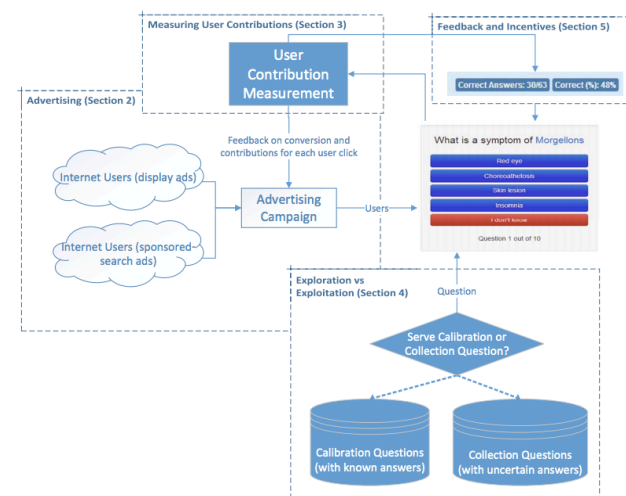 Measuring User Contributions (Section 3)
Feedback and Incentives (Section 5)
User
Contribution
Measurement
Correct Answers: 30/63
Correct (%): 48%
Advertising (Section 2)
What is a symptom of Morgellons
Red eye
Choreoathetosis
Skin lesion
Insomnia
I don't know
Question 1 out of 10
Feedback on conversion and
contributions for each user click
Internet Users (display ads)
Advertising
Campaign
Users
Internet Users (sponsored-
search ads)
Exploration vs
Exploitation (Section 4)
Question
Serve Calibration or
Collection Question?
Calibration Questions
(with known answers)
Collection Questions
(with uncertain answers)